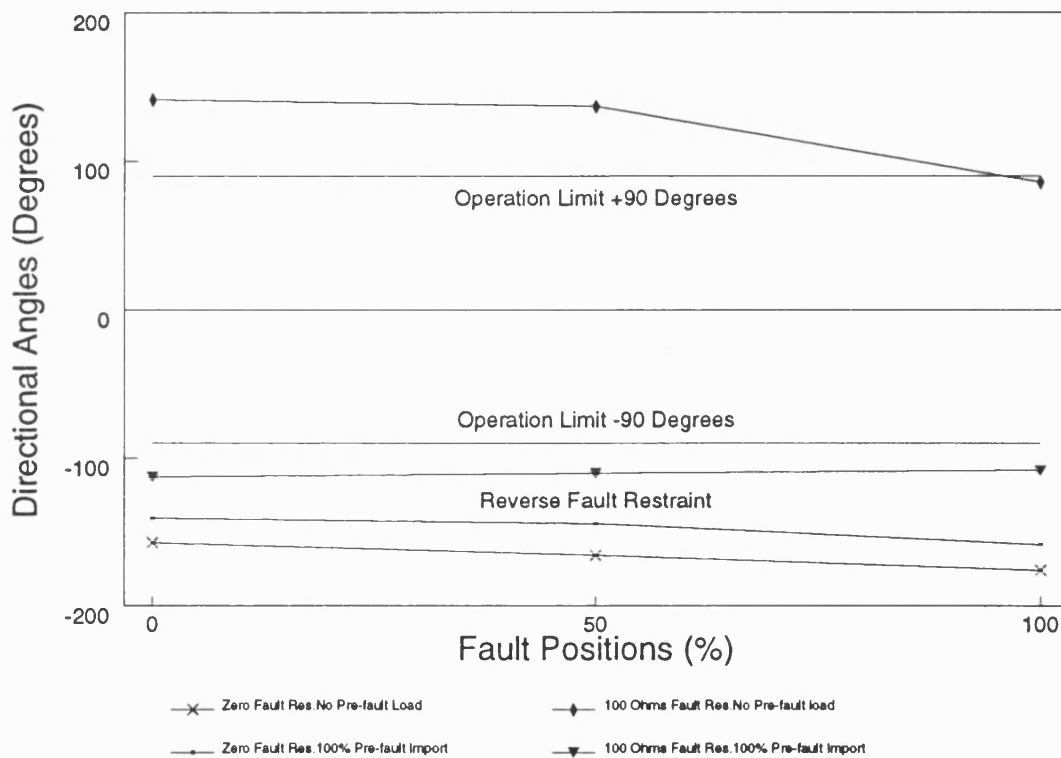 200
100
0
-100
-200
Directional Angles (Degrees)
Operation Limit +90 Degrees
Operation Limit -90 Degrees
Reverse Fault Restraint
0
50
100
Fault Positions (%)
Zero Fault Res.No Pre-fault Load
100 Ohms Fault Res.No Pre-fault load
Zero Fault Res.100% Pre-fault Import
100 Ohms Fault Res.100% Pre-fault Import